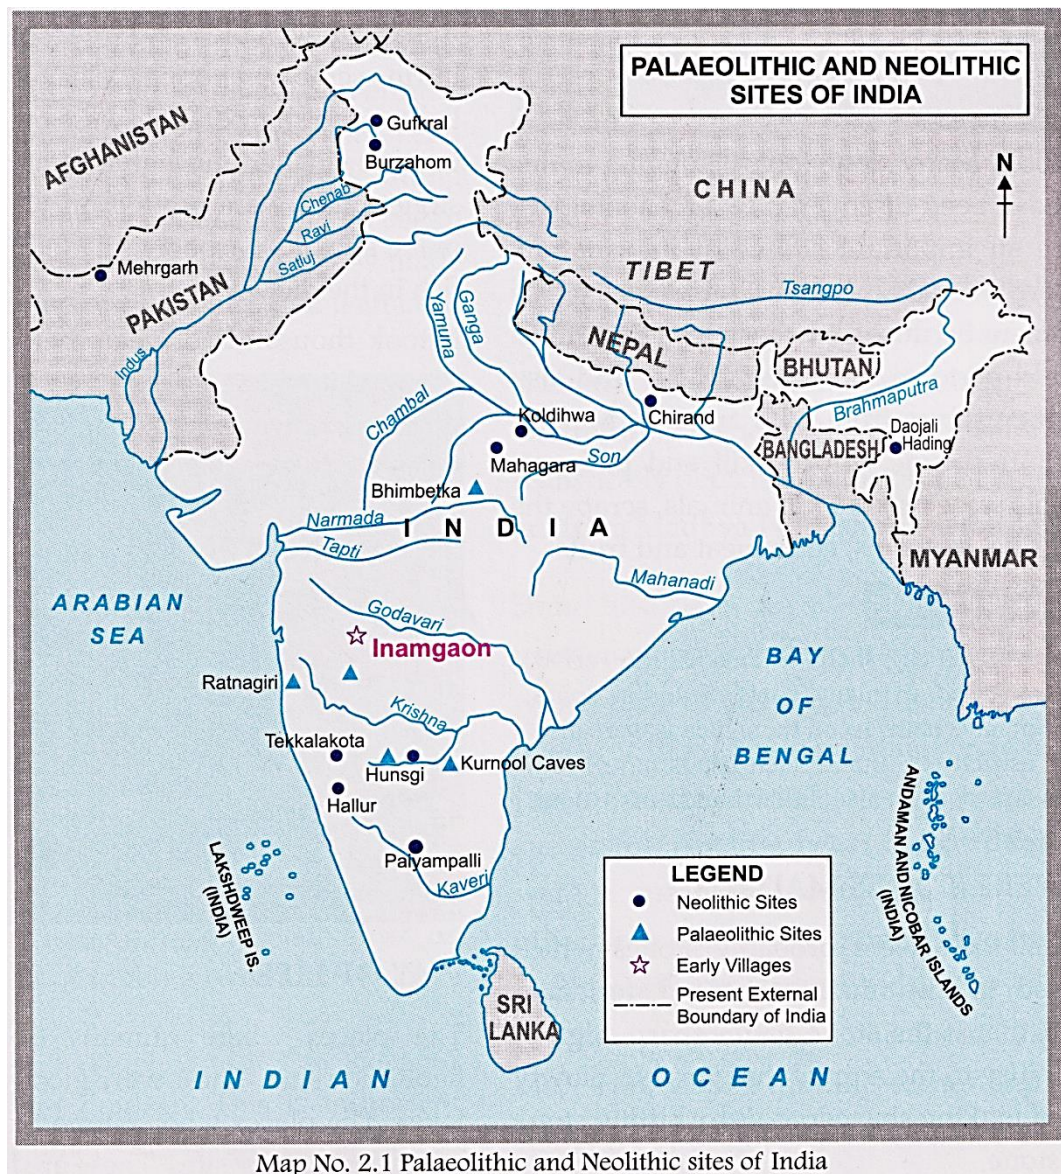 PALAEOLITHIC AND NEOLITHIC
SITES OF INDIA
AFGHANISTAN
Gufkral
Burzahom
CHINA
N
Chenab
Ravi
Satluj
Mehrgarh
PAKISTAN
TIBET
Tsangpo
Indus
Yamuna
Ganga
NEPAL
BHUTAN
Brahmaputra
Chambal
Koldihwa
Chirand
Daojali
Hading
BANGLADESH
Mahagara
Son
Bhimbetka
Narmada
INDIA
Tapti
MYANMAR
Mahanadi
ARABIAN
SEA
Godavari
Inamgaon
BAY
OF
BENGAL
Ratnagiri
Krishna
Tekkalakota
Hunsgi
Kurnool Caves
Hallur
Paiyampalli
Kaveri
LAKSHDWEEP IS.
(INDIA)
ANDAMAN AND NICOBAR ISLANDS
(INDIA)
LEGEND
Neolithic Sites
Palaeolithic Sites
Early Villages
Present External
Boundary of India
SRI
LANKA
INDIAN OCEAN
Map No. 2.1 Palaeolithic and Neolithic sites of India